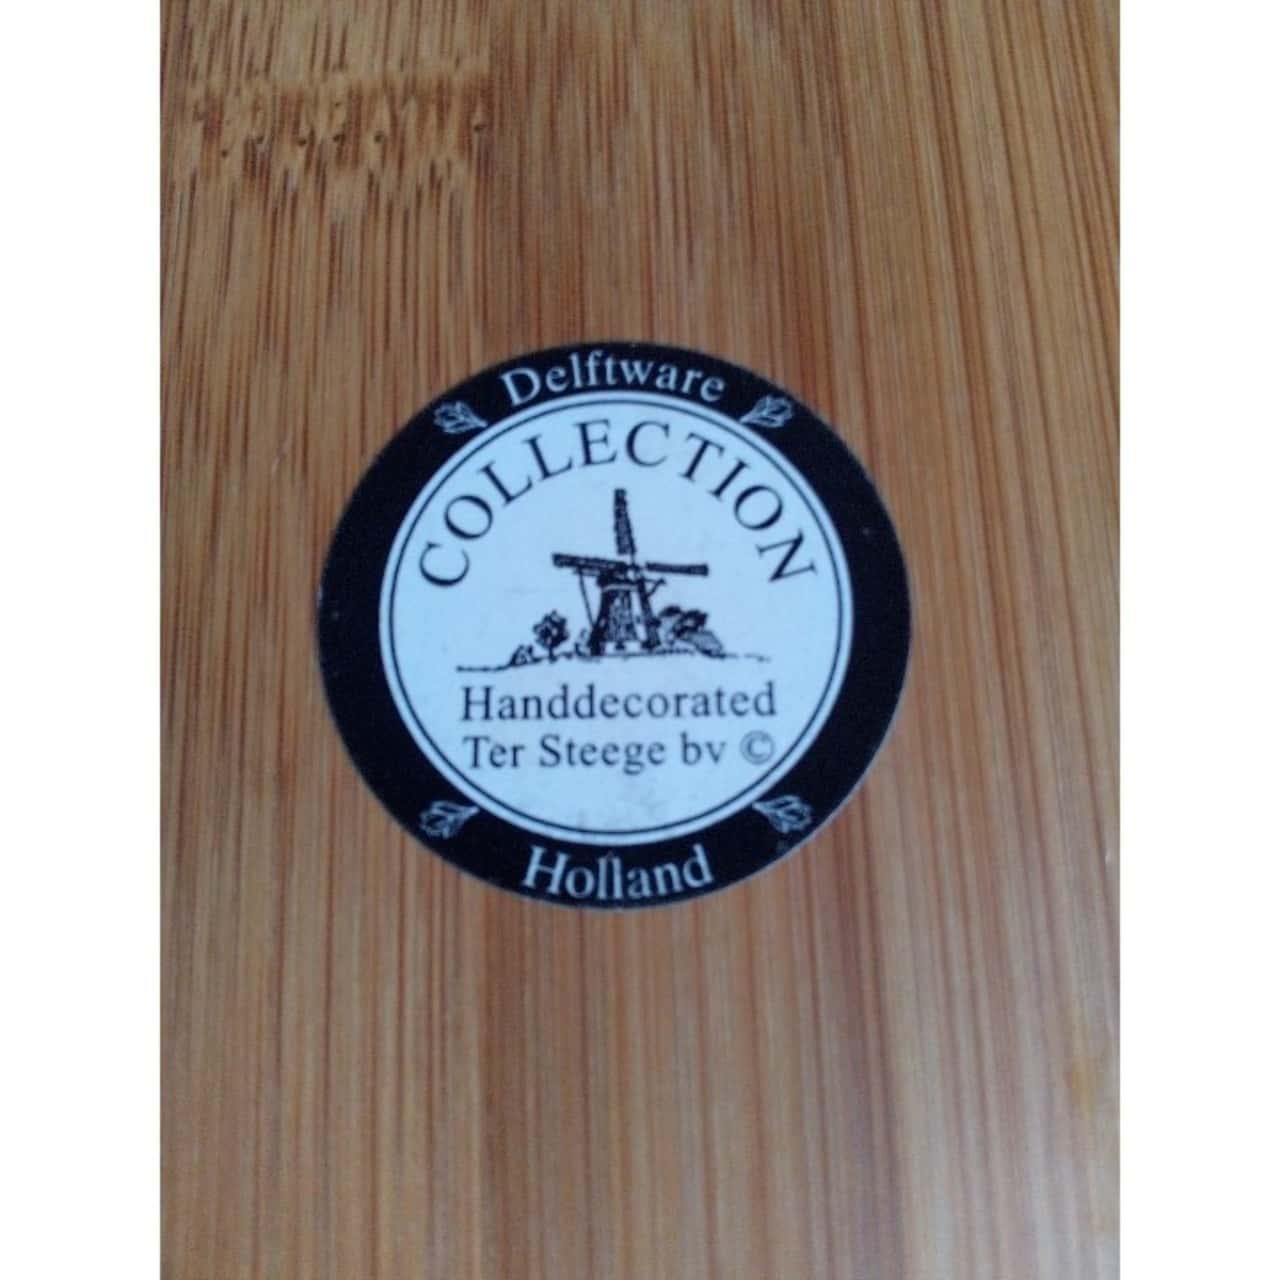 Delftware
COLLECTION
Handdecorated
Ter Steege bv ©
Holland